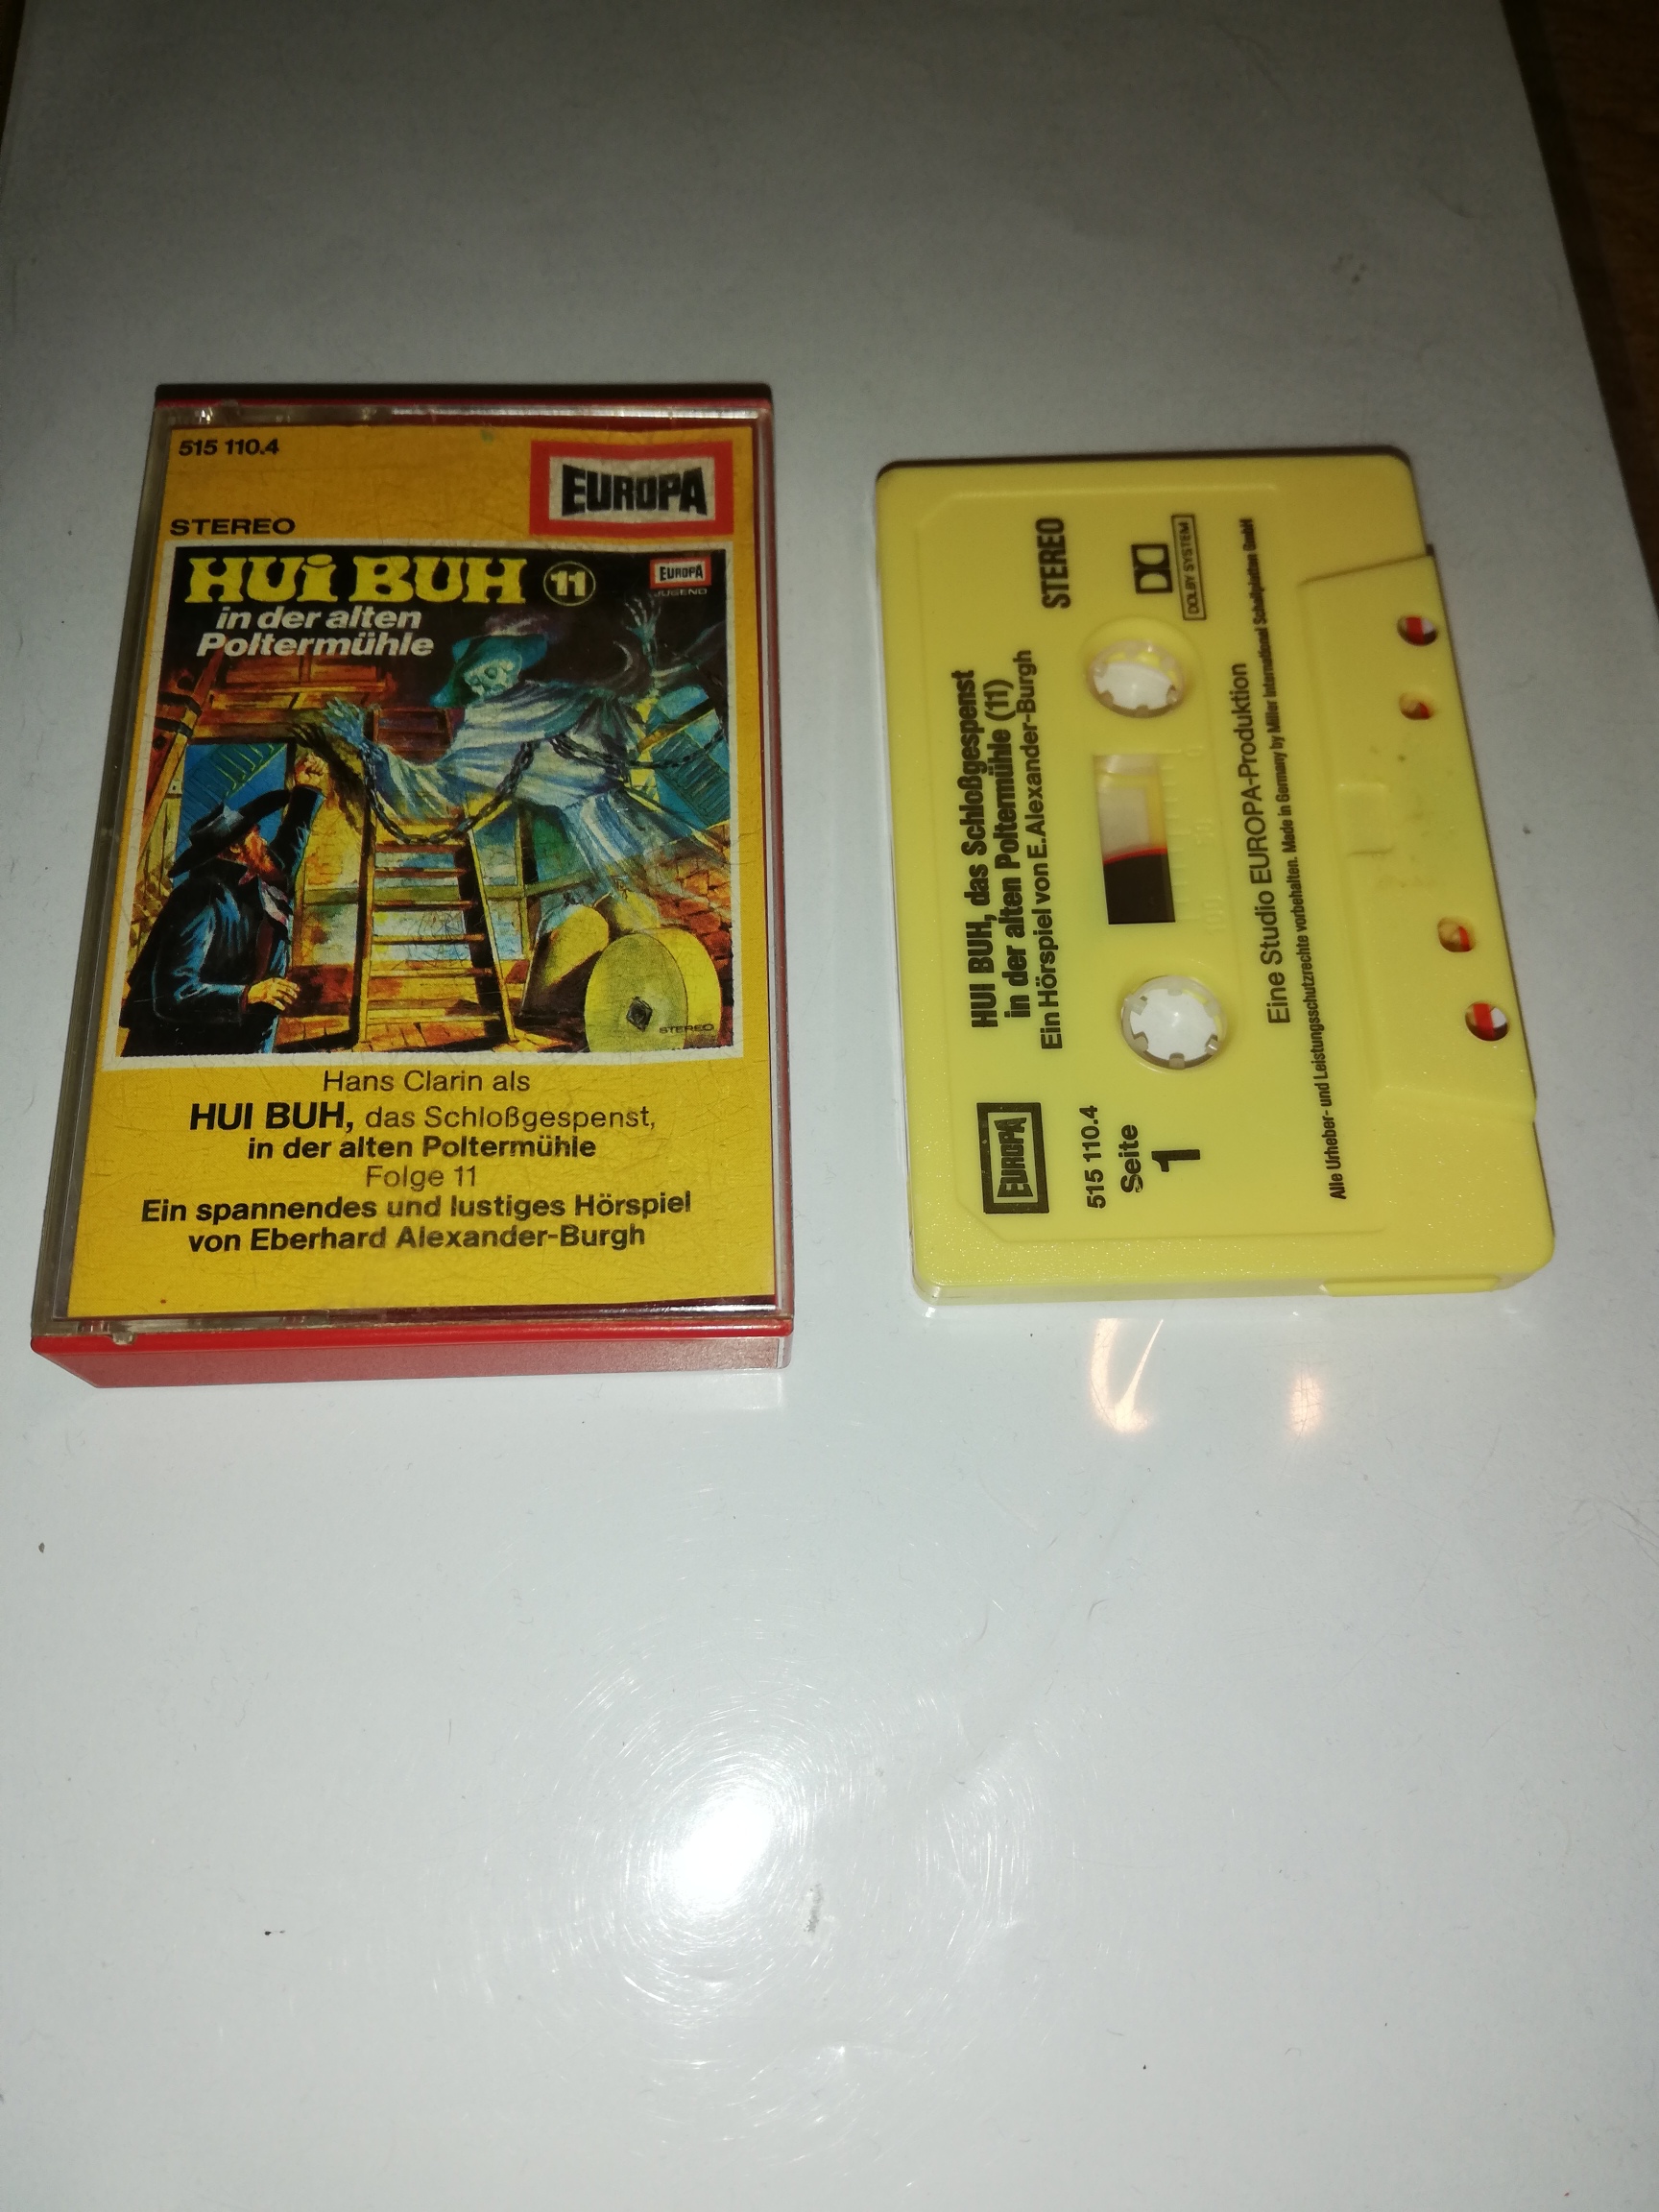 515 110.4
EUROPA
STEREO
HUi BUH 11
EUROPA
JUGEND
in der alten
Poltermühle
STEREO
Hans Clarin als
HUI BUH, das Schloßgespenst,
in der alten Poltermühle
Folge 11
Ein spannendes und lustiges Hörspiel
von Eberhard Alexander-Burgh
HUI BUH, das Schloßgespenst
in der alten Poltermühle (11)
Ein Hörspiel von E. Alexander-Burgh
STEREO
EUROPA
515 110.4
Seite
1
DOLBY SYSTEM
100 50 0
Eine Studio EUROPA-Produktion
Alle Urheber- und Leistungsschutzrechte vorbehalten. Made in Germany by Miller International Schallplatten GmbH